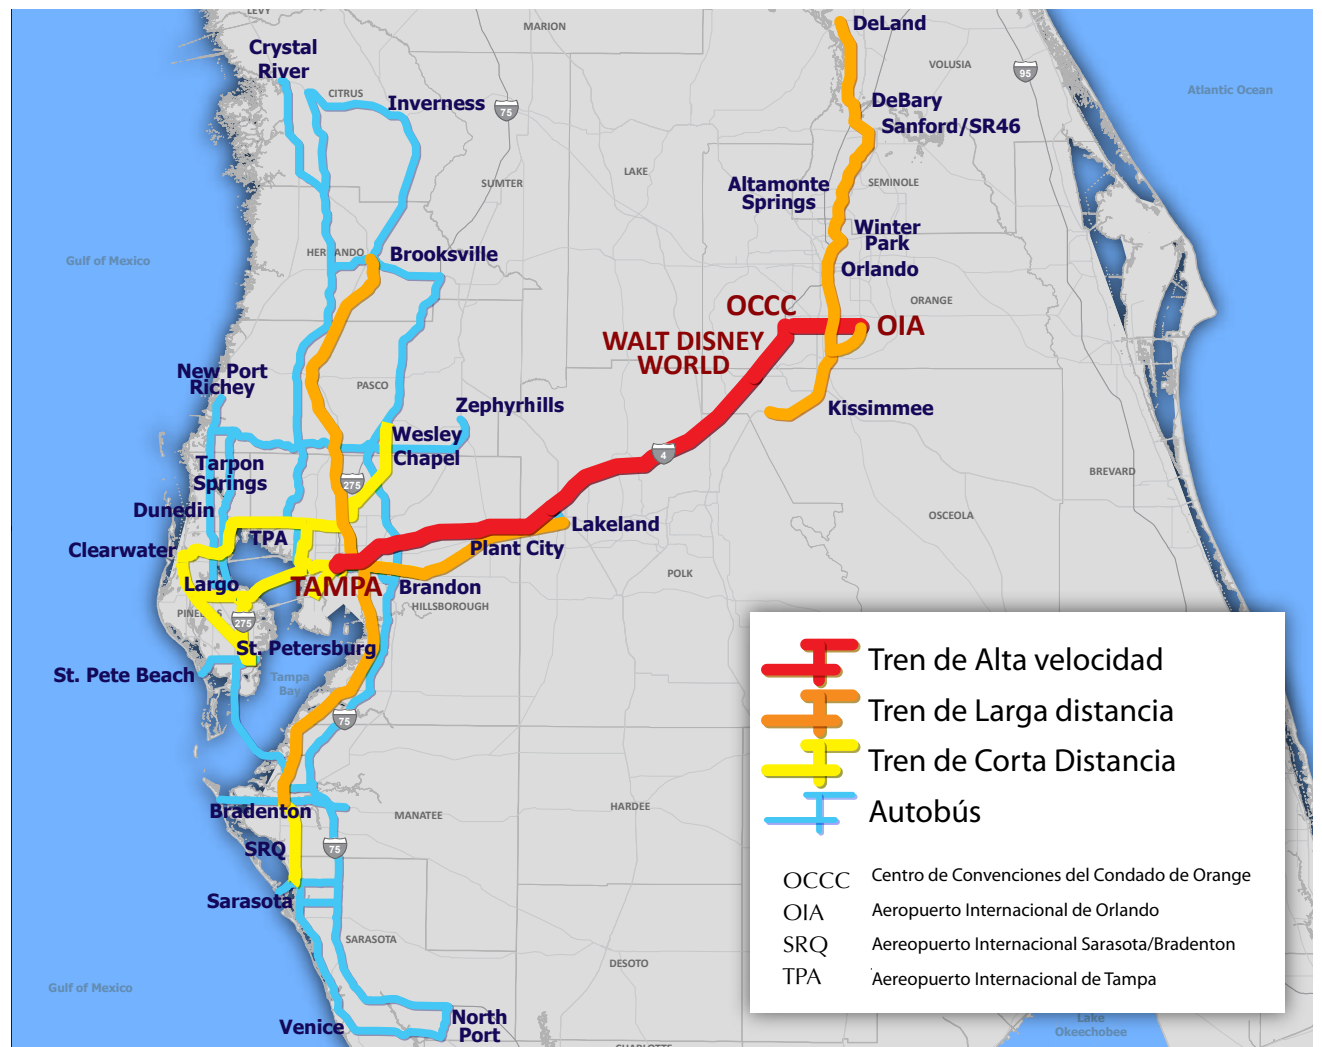 LEVY
MARION
DeLand
Crystal
River
VOLUSIA
95
Atlantic Ocean
CITRUS
Inverness
75
DeBary
Sanford/SR46
LAKE
SUMTER
Altamonte
Springs
SEMINOLE
Winter
Park
HERNANDO
Brooksville
Gulf of Mexico
Orlando
ORANGE
OCCC
OIA
WALT DISNEY
WORLD
New Port
Richey
PASCO
Zephyrhills
Kissimmee
Wesley
Chapel
4
Tarpon
Springs
275
BREVARD
Dunedin
OSCEOLA
Lakeland
TPA
Plant City
Clearwater
POLK
Largo
TAMPA
Brandon
HILLSBOROUGH
PINELLAS
275
St. Petersburg
St. Pete Beach
Tampa
Bay
75
Bradenton
MANATEE
HARDEE
SRQ
75
Sarasota
SARASOTA
DESOTO
Gulf of Mexico
Venice
North
Port
CHARLOTTE
Lake
Okeechobee
Tren de Alta velocidad
Tren de Larga distancia
Tren de Corta Distancia
Autobús
OCCC Centro de Convenciones del Condado de Orange
OIA Aeropuerto Internacional de Orlando
SRQ Aereopuerto Internacional Sarasota/Bradenton
TPA Aereopuerto Internacional de Tampa